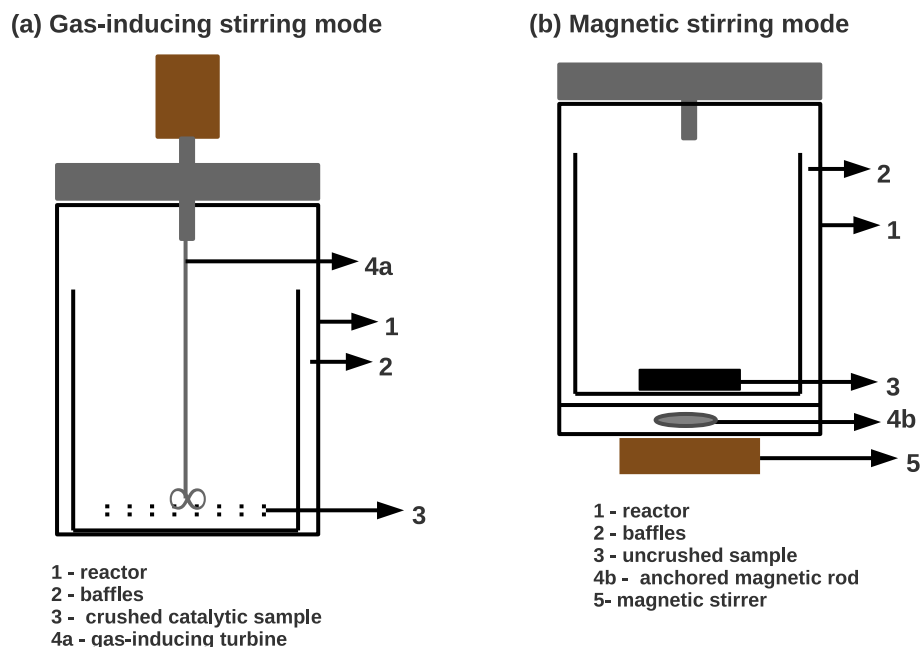 (a) Gas-inducing stirring mode
4a
1
2
3
1 - reactor
2 - baffles
3 -  crushed catalytic sample
4a - gas-inducing turbine
(b) Magnetic stirring mode
2
1
3
4b
5
1 - reactor
2 - baffles
3 - uncrushed sample
4b -  anchored magnetic rod
5- magnetic stirrer